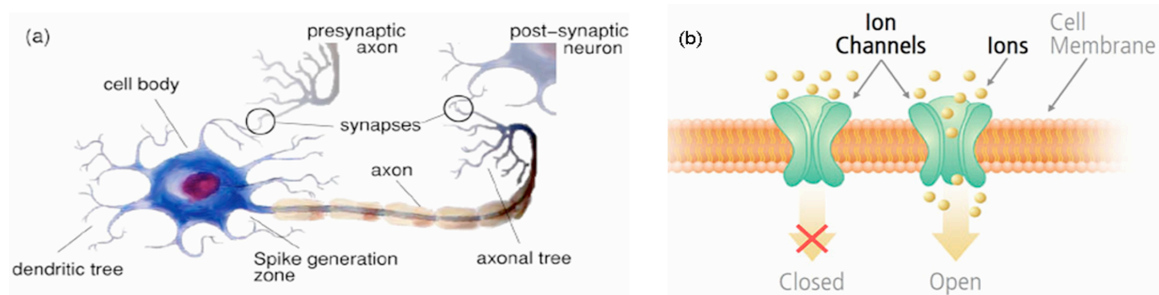 (a)
presynaptic
axon
post-synaptic
neuron
cell body
synapses
axon
dendritic tree
Spike generation
zone
axonal tree
(b)
Ion
Channels
Ions
Cell
Membrane
Closed
Open